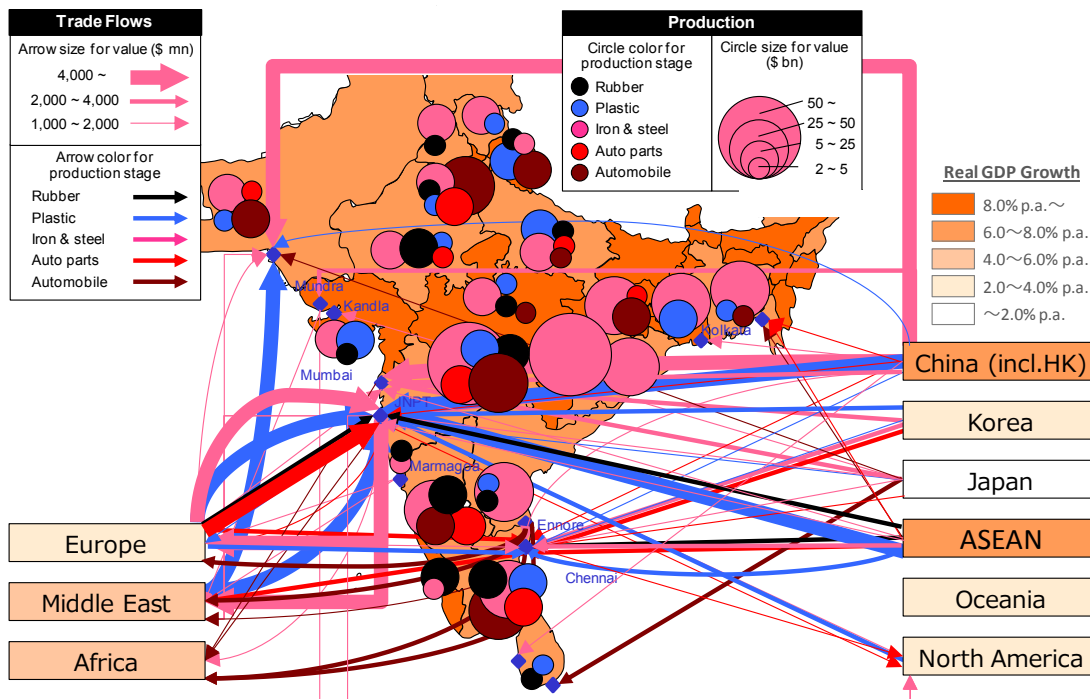 Trade Flows
Arrow size for value ($ mn)
4,000 ~
2,000 ~ 4,000
1,000 ~ 2,000
Arrow color for
production stage
Rubber
Plastic
Iron & steel
Auto parts
Automobile
Production
Circle color for
production stage
Rubber
Plastic
Iron & steel
Auto parts
Automobile
Circle size for value
($ bn)
50 ~
25 ~ 50
5 ~ 25
2 ~ 5
Real GDP Growth
8.0% p.a.～
6.0～8.0% p.a.
4.0～6.0% p.a.
2.0～4.0% p.a.
～2.0% p.a.
Mundra
Kandla
Kolkata
Mumbai
JNPT
Marmagoa
Ennore
Chennai
Europe
Middle East
Africa
China (incl.HK)
Korea
Japan
ASEAN
Oceania
North America